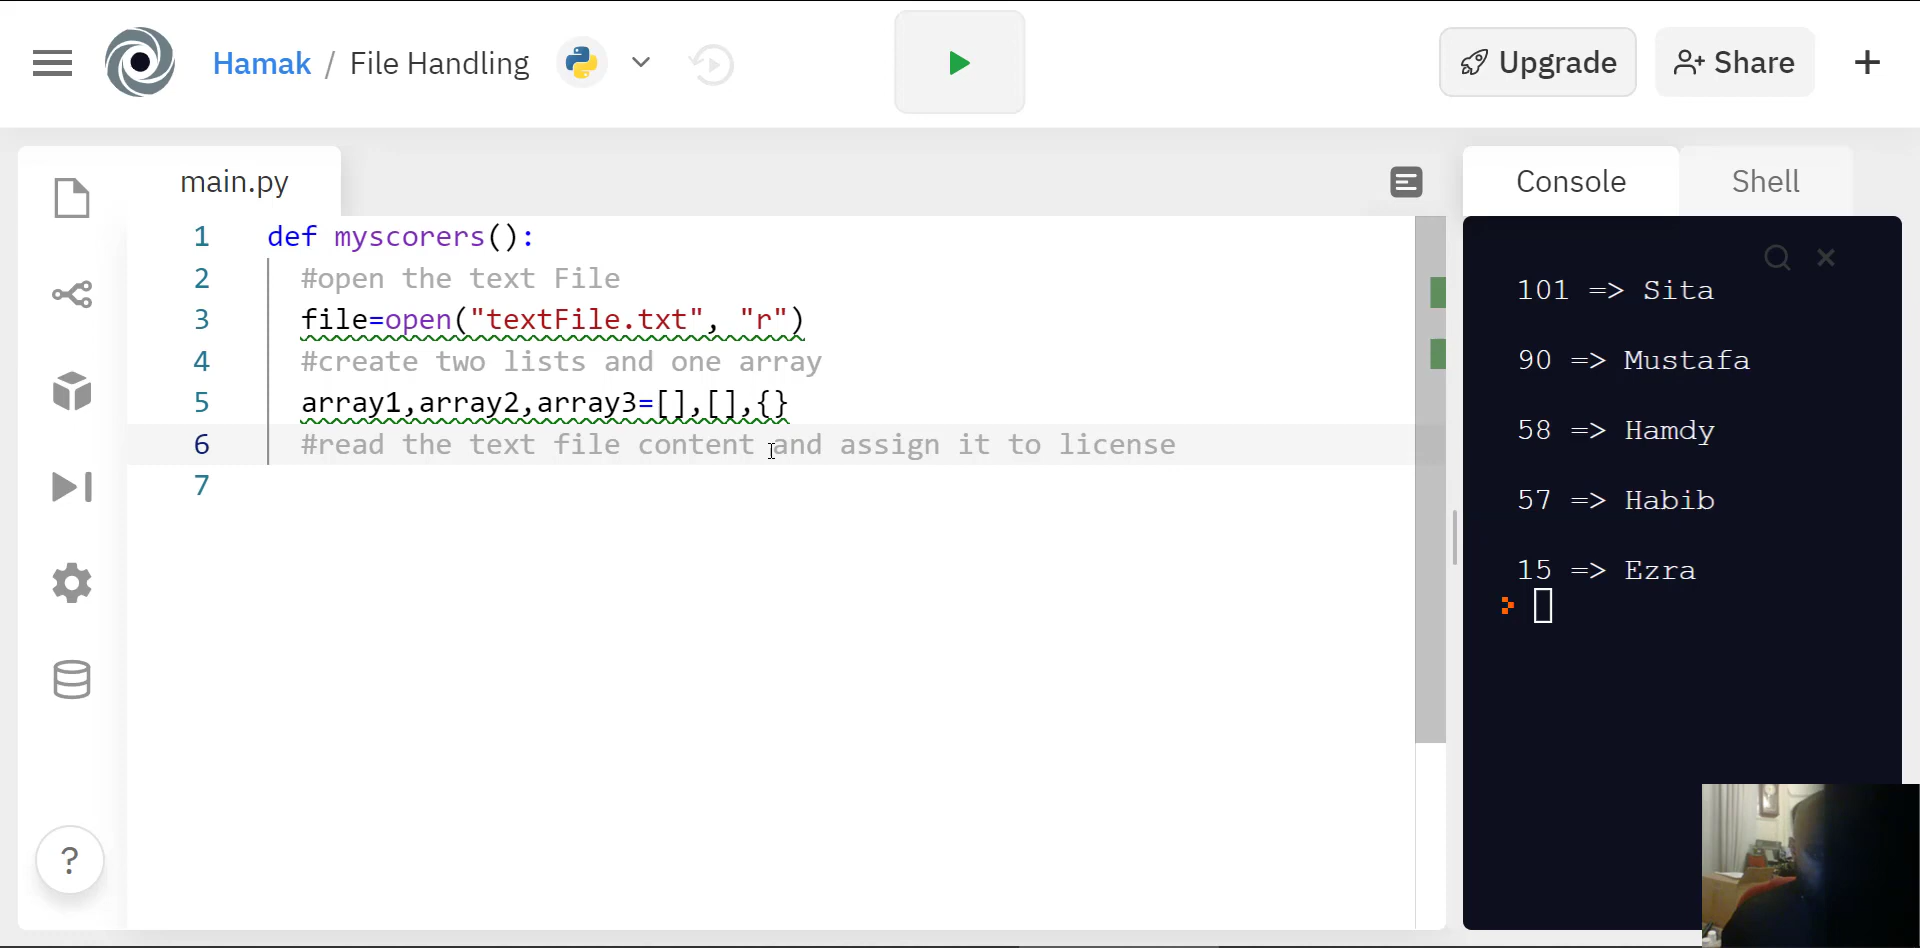 Hamak / File Handling
Upgrade
Share
main.py
1 def myscorers():
2 #open the text File
3 file=open("textFile.txt", "r")
4 #create two lists and one array
5 array1,array2,array3=[],[],{}
6 #read the text file content and assign it to license
7
?
Console
Shell
101 => Sita
90 => Mustafa
58 => Hamdy
57 => Habib
15 => Ezra